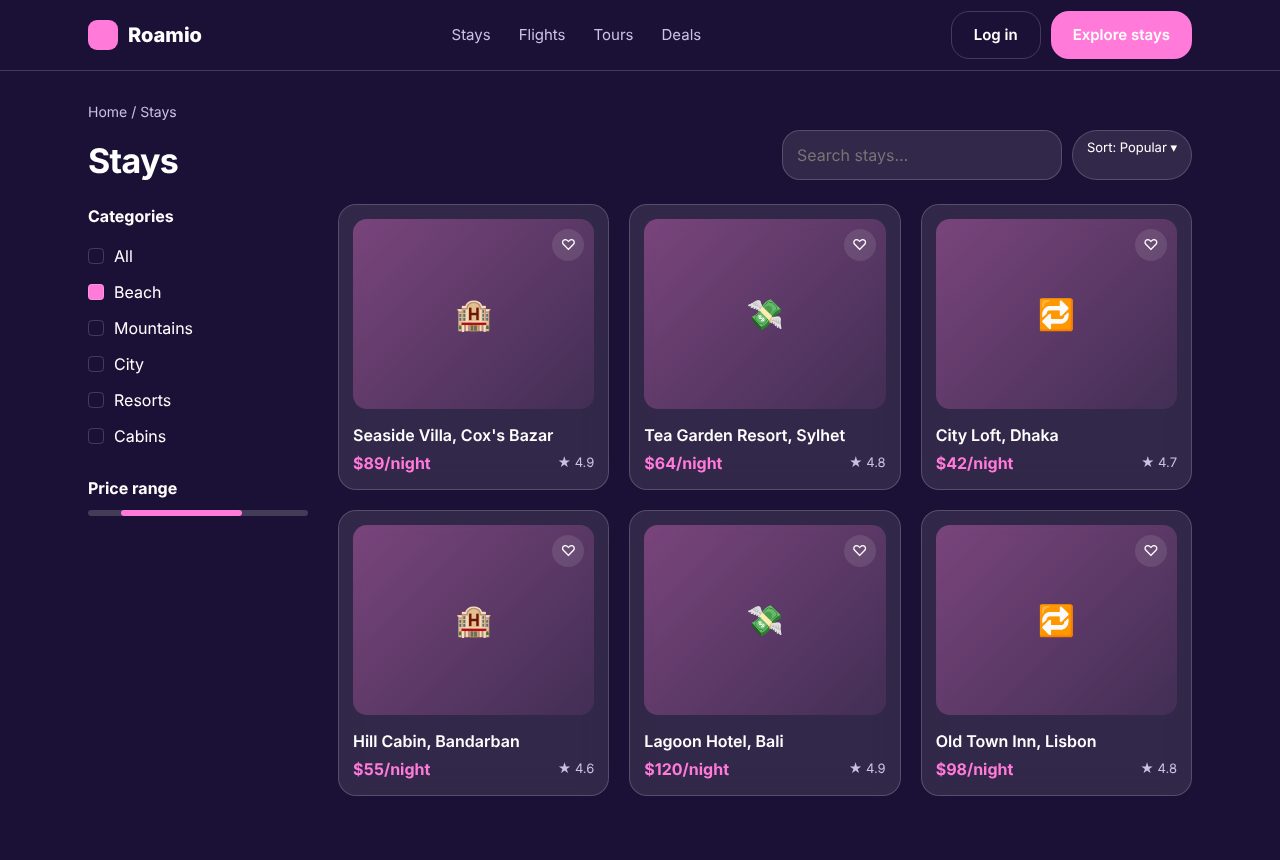 Roamio
Stays
Flights
Tours
Deals
Log in
Explore stays
Home / Stays
Stays
Search stays...
Sort: Popular ▾
Categories
All
Beach
Mountains
City
Resorts
Cabins
Price range
Seaside Villa, Cox's Bazar
$89/night
★ 4.9
Tea Garden Resort, Sylhet
$64/night
★ 4.8
City Loft, Dhaka
$42/night
★ 4.7
Hill Cabin, Bandarban
$55/night
★ 4.6
Lagoon Hotel, Bali
$120/night
★ 4.9
Old Town Inn, Lisbon
$98/night
★ 4.8